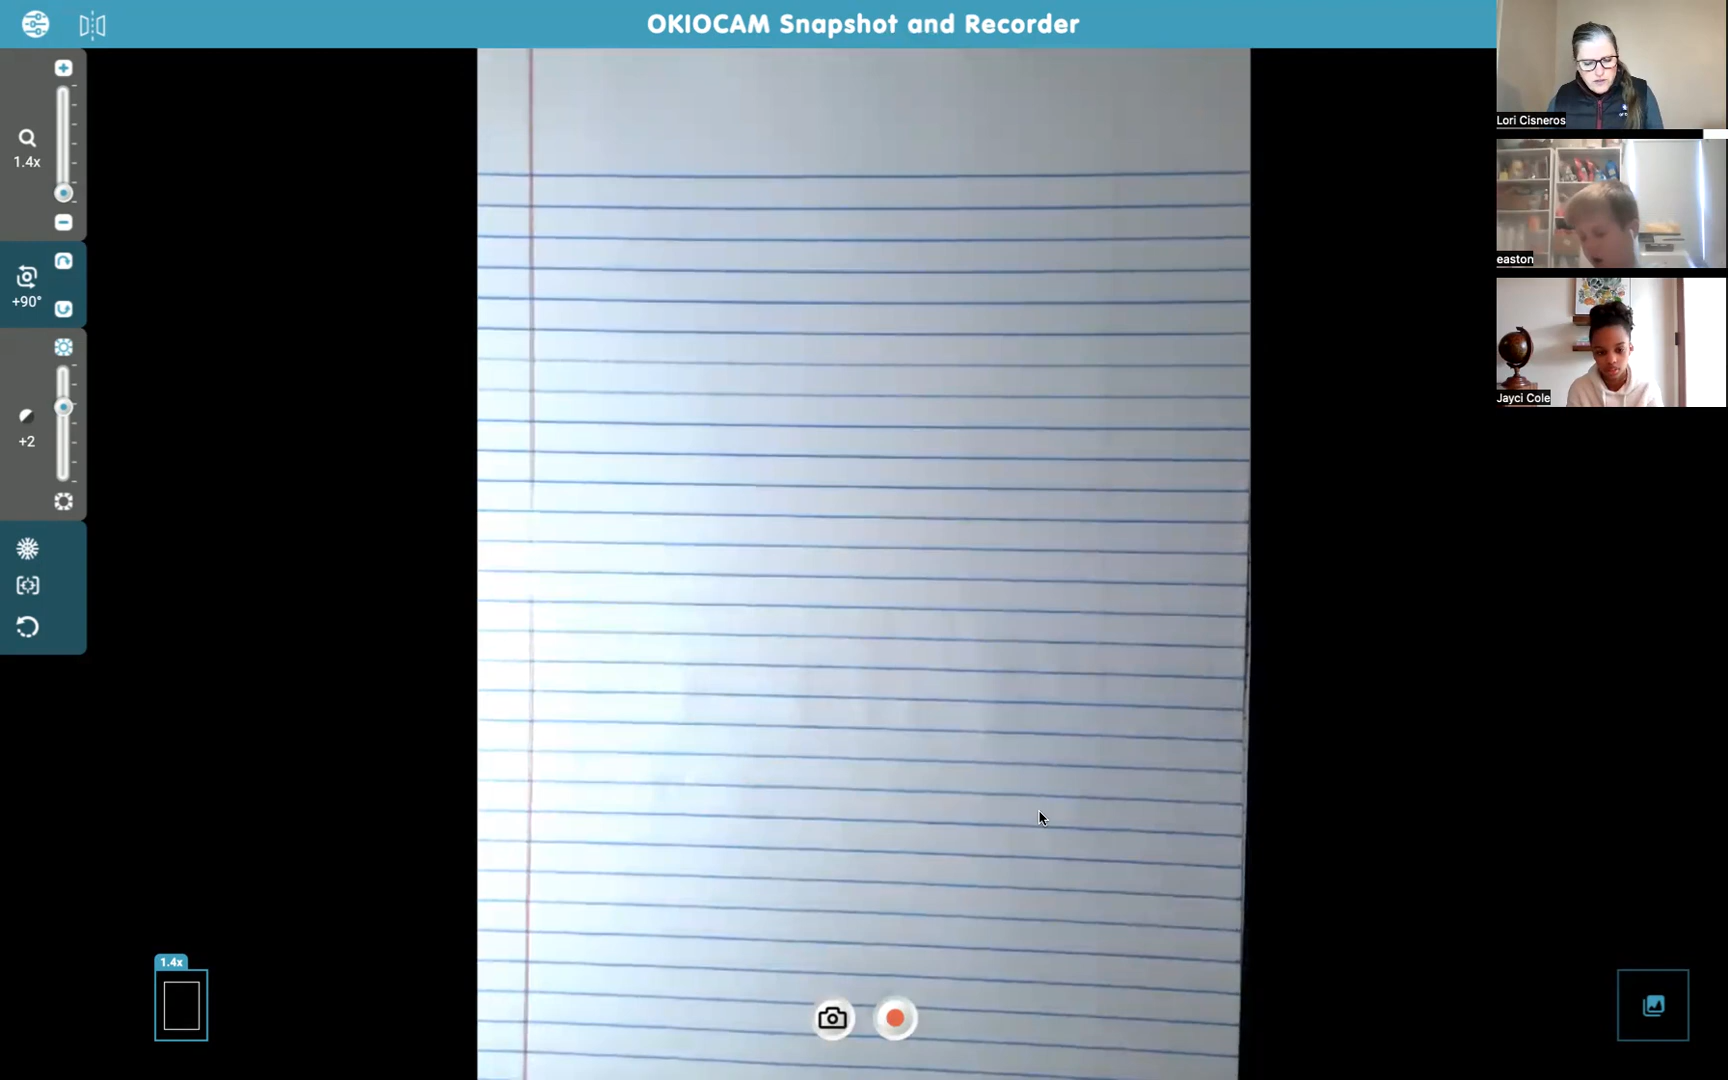 OKIOCAM Snapshot and Recorder
Lori Cisneros
1.4x
easton
+90°
Jayci Cole
+2
1.4x